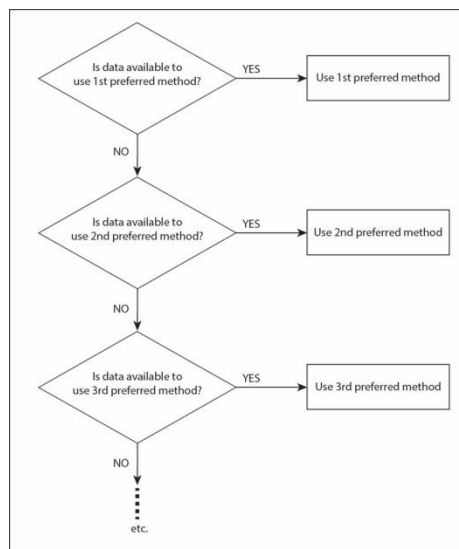 Is data available to
use 1st preferred method?
YES
Use 1st preferred method
NO
Is data available to
use 2nd preferred method?
YES
Use 2nd preferred method
NO
Is data available to
use 3rd preferred method?
YES
Use 3rd preferred method
NO
etc.